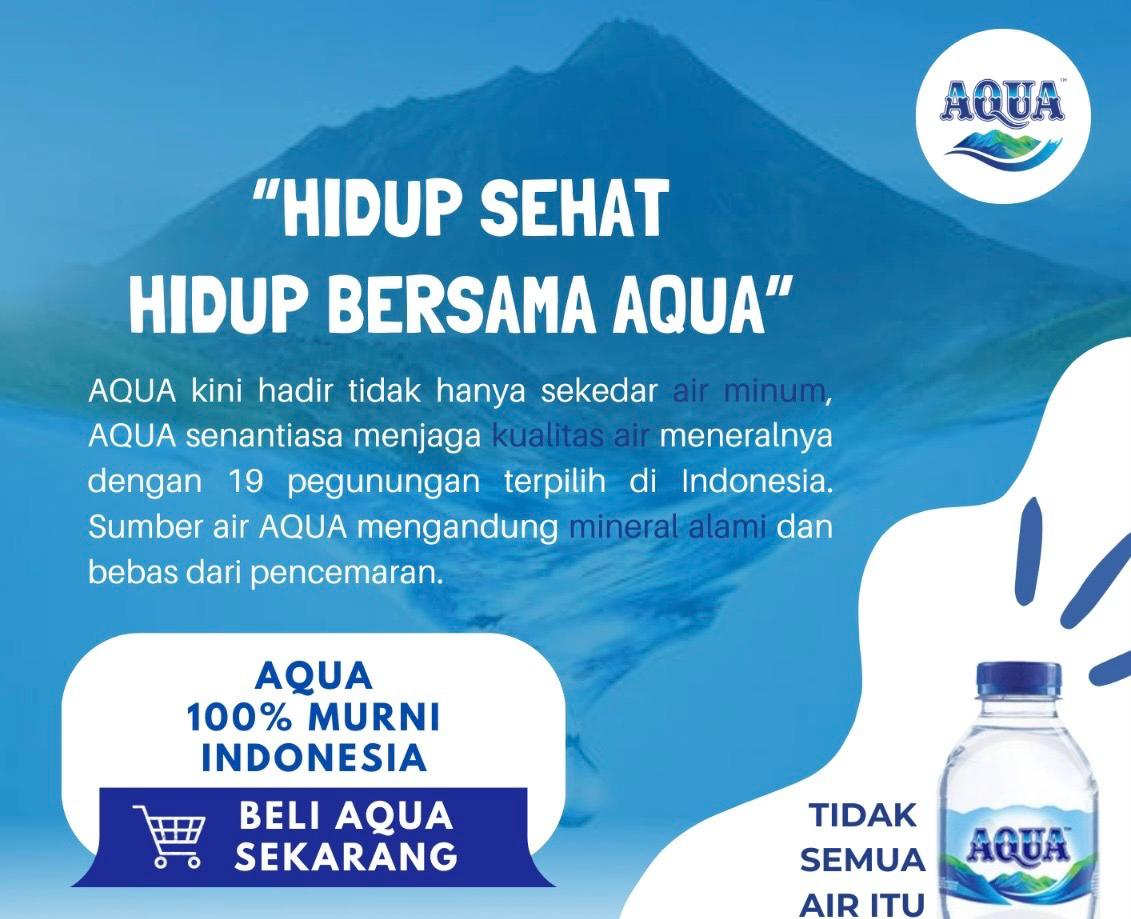 AQUA™
"HIDUP SEHAT
HIDUP BERSAMA AQUA"
AQUA kini hadir tidak hanya sekedar air minum,
AQUA senantiasa menjaga kualitas air meneralnya
dengan 19 pegunungan terpilih di Indonesia.
Sumber air AQUA mengandung mineral alami dan
bebas dari pencemaran.
AQUA
100% MURNI
INDONESIA
BELI AQUA
SEKARANG
TIDAK
SEMUA
AIR ITU
AQUA™